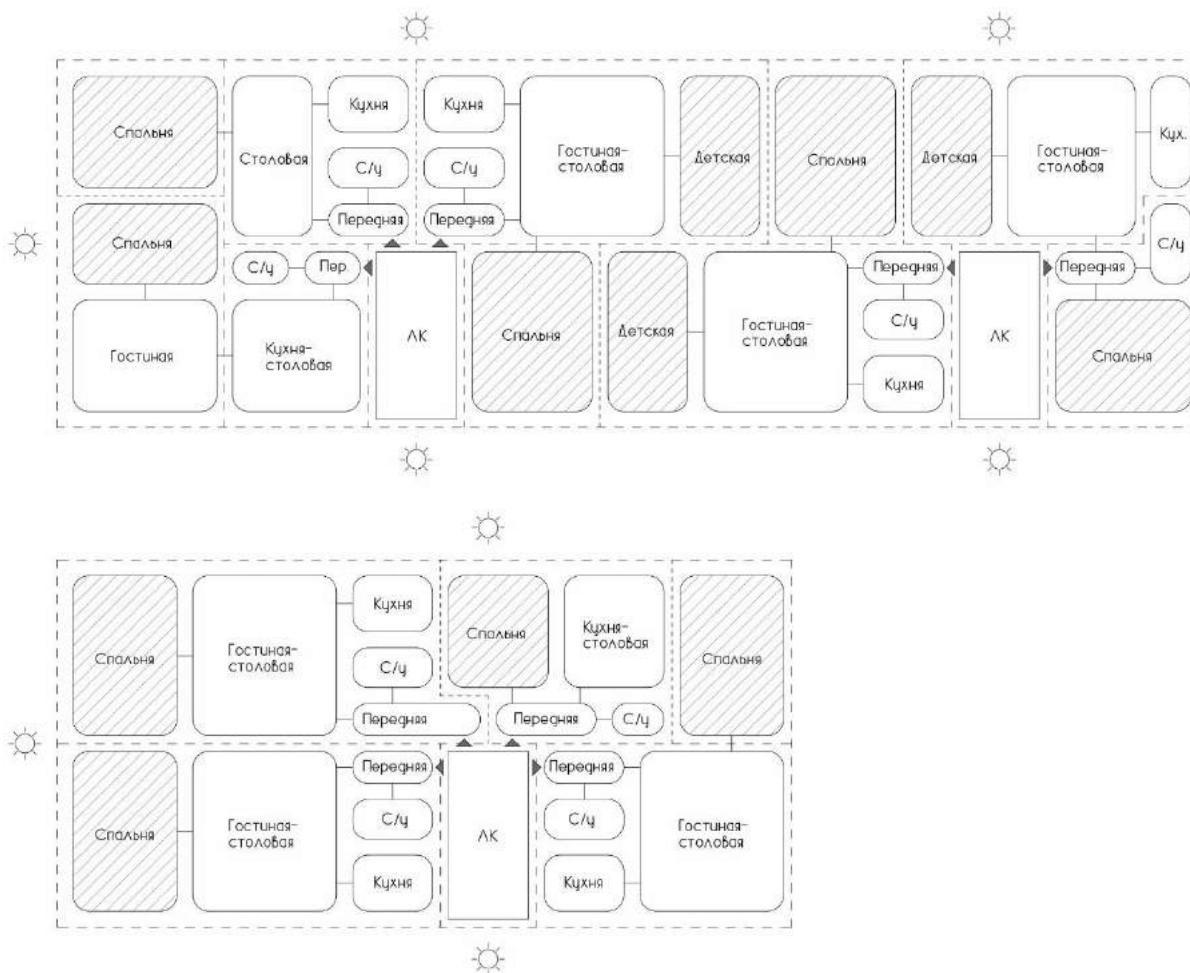 Спальня
Столовая
Кухня
Кухня
Гостиная-
столовая
Детская
Спальня
Детская
Гостиная-
столовая
Кух.
С/у
С/у
Передняя
Передняя
Спальня
С/у
Пер.
Гостиная
Кухня-
столовая
ЛК
Спальня
Детская
Гостиная-
столовая
Передняя
С/у
Кухня
ЛК
Передняя
С/у
Спальня
Спальня
Гостиная-
столовая
Кухня
С/у
Передняя
Спальня
Кухня-
столовая
Передняя
С/у
Спальня
Спальня
Гостиная-
столовая
Передняя
С/у
Кухня
ЛК
Передняя
С/у
Кухня
Гостиная-
столовая